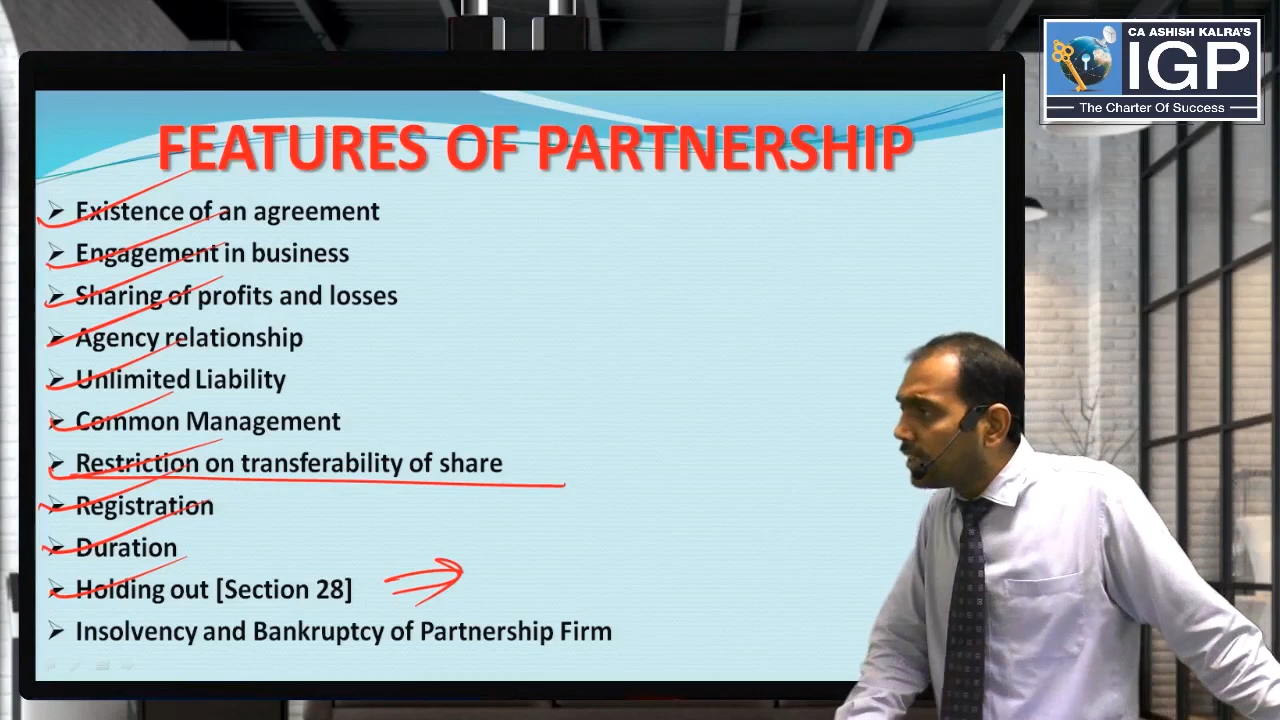 CA ASHISH KALRA'S
IGP
The Charter Of Success
FEATURES OF PARTNERSHIP
Existence of an agreement
Engagement in business
Sharing of profits and losses
Agency relationship
Unlimited Liability
Common Management
Restriction on transferability of share
Registration
Duration
Holding out [Section 28]
Insolvency and Bankruptcy of Partnership Firm